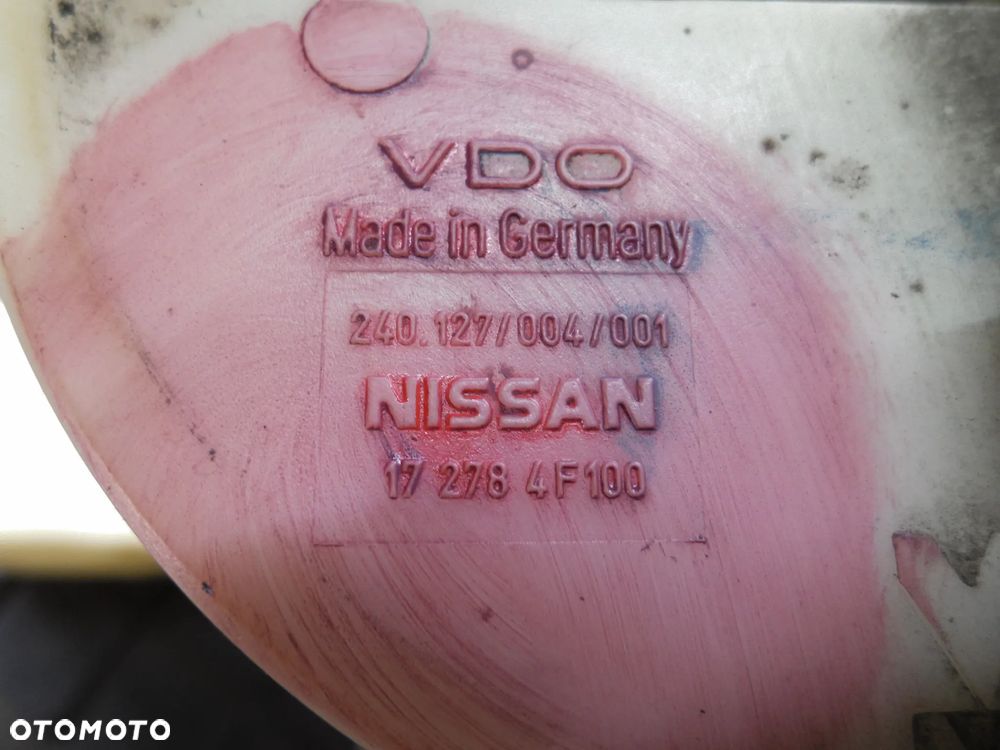 VDO
Made in Germany
240.127/004/001
NISSAN
17 278 4F100
OTOMOTO